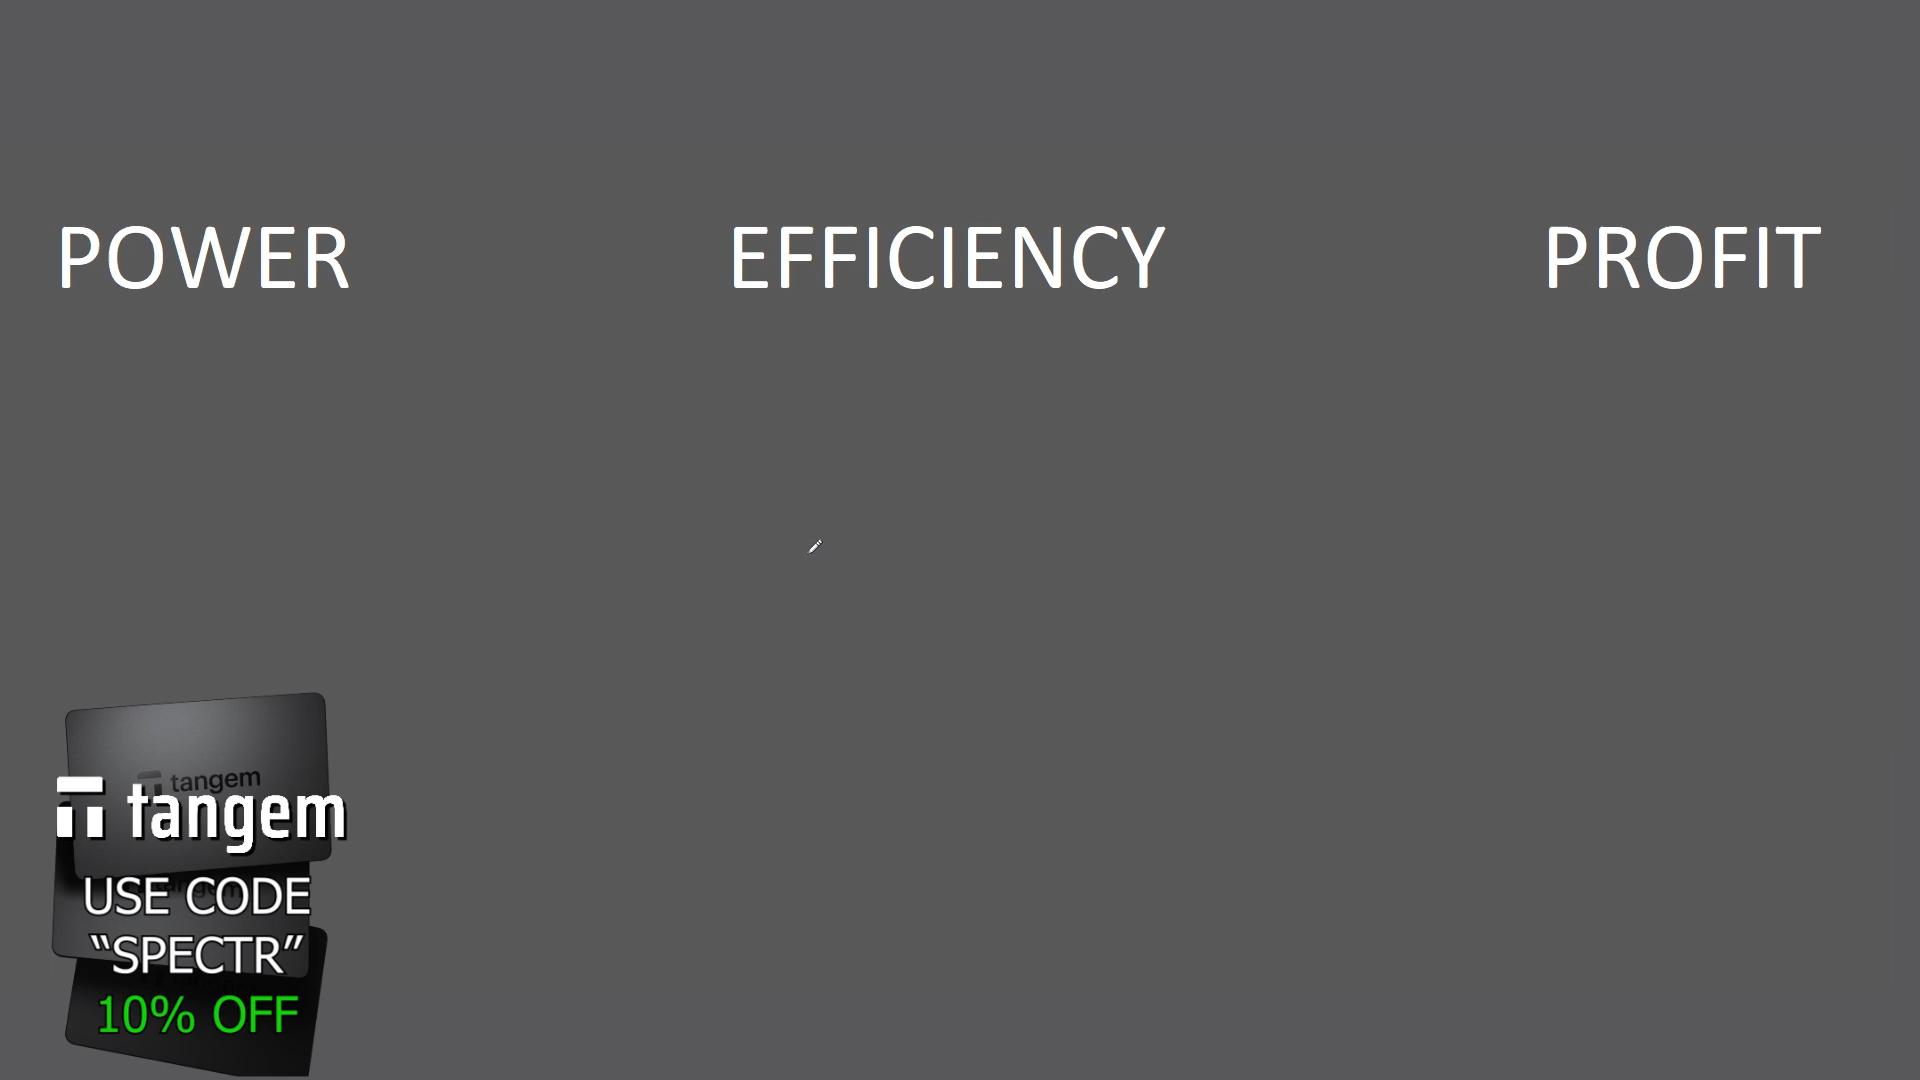 POWER EFFICIENCY PROFIT
tangem
tangem
USE CODE
“SPECTR”
10% OFF